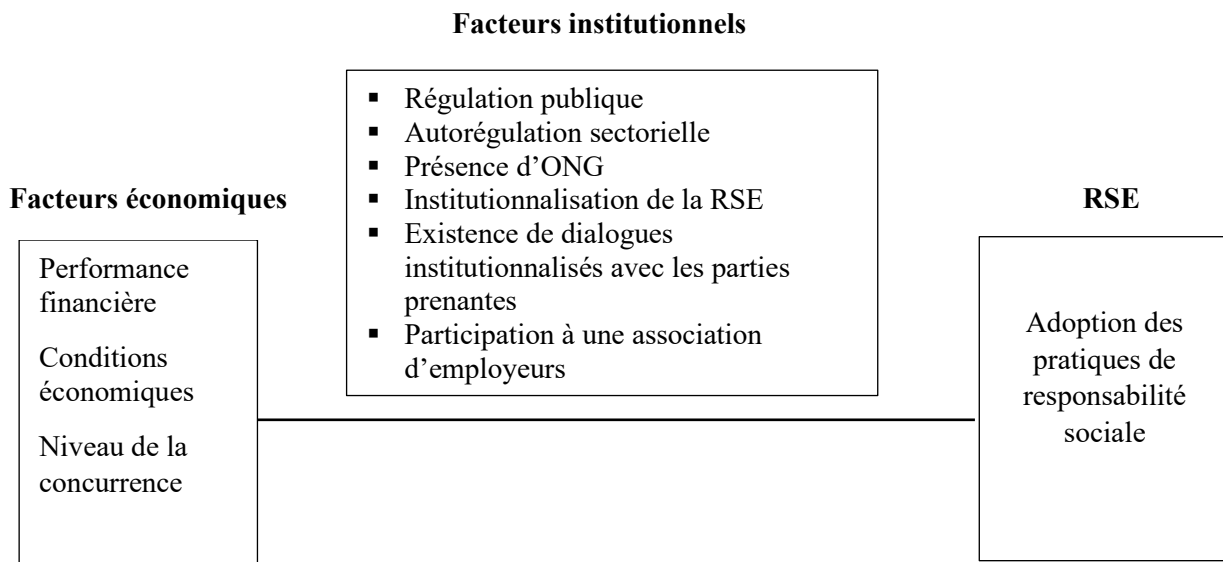 Facteurs institutionnels
▪ Régulation publique
▪ Autorégulation sectorielle
▪ Présence d’ONG
▪ Institutionnalisation de la RSE
▪ Existence de dialogues
institutionnalisés avec les parties
prenantes
▪ Participation à une association
d’employeurs
Facteurs économiques
Performance
financière
Conditions
économiques
Niveau de la
concurrence
RSE
Adoption des
pratiques de
responsabilité
sociale